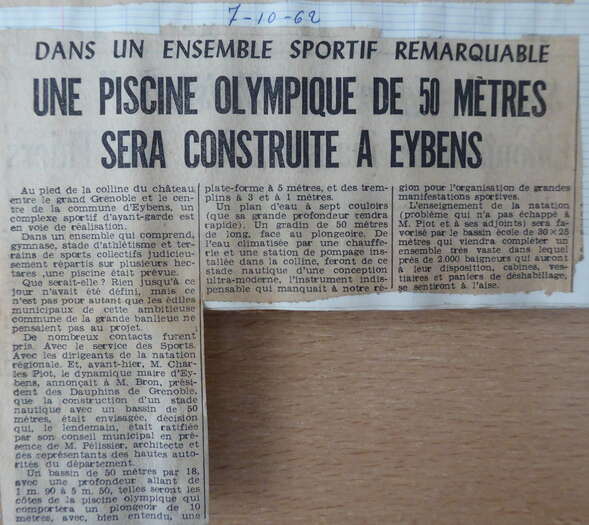 7-10-62
DANS UN ENSEMBLE SPORTIF REMARQUABLE
UNE PISCINE OLYMPIQUE DE 50 MÈTRES
SERA CONSTRUITE A EYBENS
Au pied de la colline du château
entre le grand Grenoble et le cen-
tre de la commune d'Eybens, un
complexe sportif d'avant-garde est
en voie de réalisation.
Dans un ensemble qui comprend,
gymnase, stade d'athlétisme et ter-
rains de sports collectifs judicieu-
sement répartis sur plusieurs hec-
tares ,une piscine était prévue.
Que serait-elle ? Rien jusqu'à ce
jour n'avait été défini, mais ce
n'est pas pour autant que les édiles
municipaux de cette ambitieuse
commune de la grande banlieue ne
pensaient pas au projet.
De nombreux contacts furent
pris. Avec le service des Sports.
Avec les dirigeants de la natation
régionale. Et, avant-hier, M. Char-
les Piot, le dynamique maire d'Ey-
bens, annonçait à M. Bron, prési-
dent des Dauphins de Grenoble,
que la construction d'un stade
nautique avec un bassin de 50
mètres, était envisagée, décision
qui, le lendemain, était ratifiée
par son conseil municipal en pré-
sence de M. Pélissier, architecte et
des représentants des hautes auto-
rités du département.
Un bassin de 50 mètres par 18,
avec une profondeur allant de
1 m. 90 à 5 m. 50, telles seront les
côtes de la piscine olympique qui
comportera un plongeoir de 10
mètres, avec, bien entendu, une
plate-forme à 5 mètres, et des trem-
plins à 3 et à 1 mètres.
Un plan d'eau à sept couloirs
(que sa grande profondeur rendra
rapide). Un gradin de 50 mètres
de long, face au plongeoire. De
l'eau climatisée par une chauffe-
rie et une station de pompage ins-
tallée dans la colline, feront de ce
stade nautique d'une conception
ultra-moderne, l'instrument indis-
pensable qui manquait à notre ré-
gion pour l'organisation de grandes
manifestations sportives.
L'enseignement de la natation
(problème qui n'a pas échappé à
M. Piot et à ses adjoints) sera fa-
vorisé par le bassin école de 30 × 25
mètres qui viendra compléter un
ensemble très vaste dans lequel
près de 2.000 baigneurs qui auront
à leur disposition, cabines, ves-
tiaires et paniers de déshabillage,
se sentiront à l'aise.